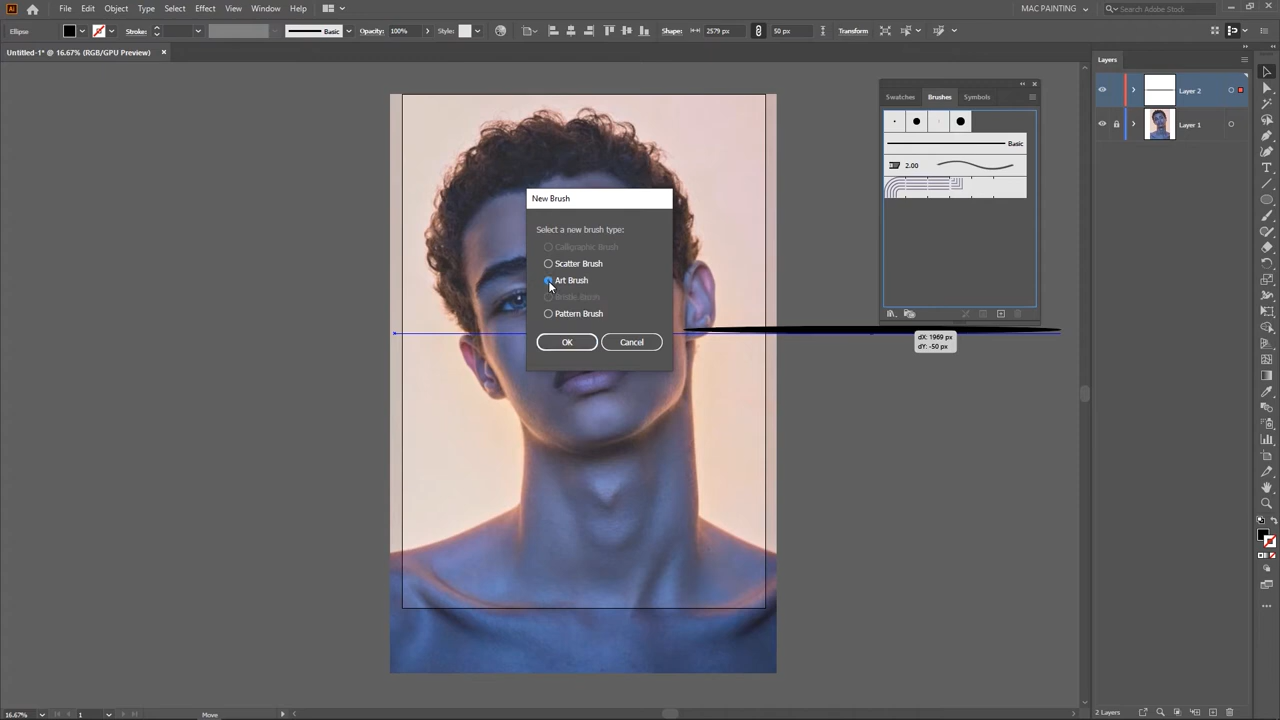 Ai File Edit Object Type Select Effect View Window Help MAC PAINTING Search Adobe Stock
Ellipse Stroke: Basic Opacity: 100% Style: Shape: 2579 px 50 px Transform
Untitled-1* @ 16.67% (RGB/GPU Preview)
Layers
Layer 2
Layer 1
Swatches Brushes Symbols
Basic
2.00
New Brush
Select a new brush type:
Calligraphic Brush
Scatter Brush
Art Brush
Bristle Brush
Pattern Brush
OK Cancel
dX: 1969 px
dY: -50 px
16.67% 1 Move 2 Layers